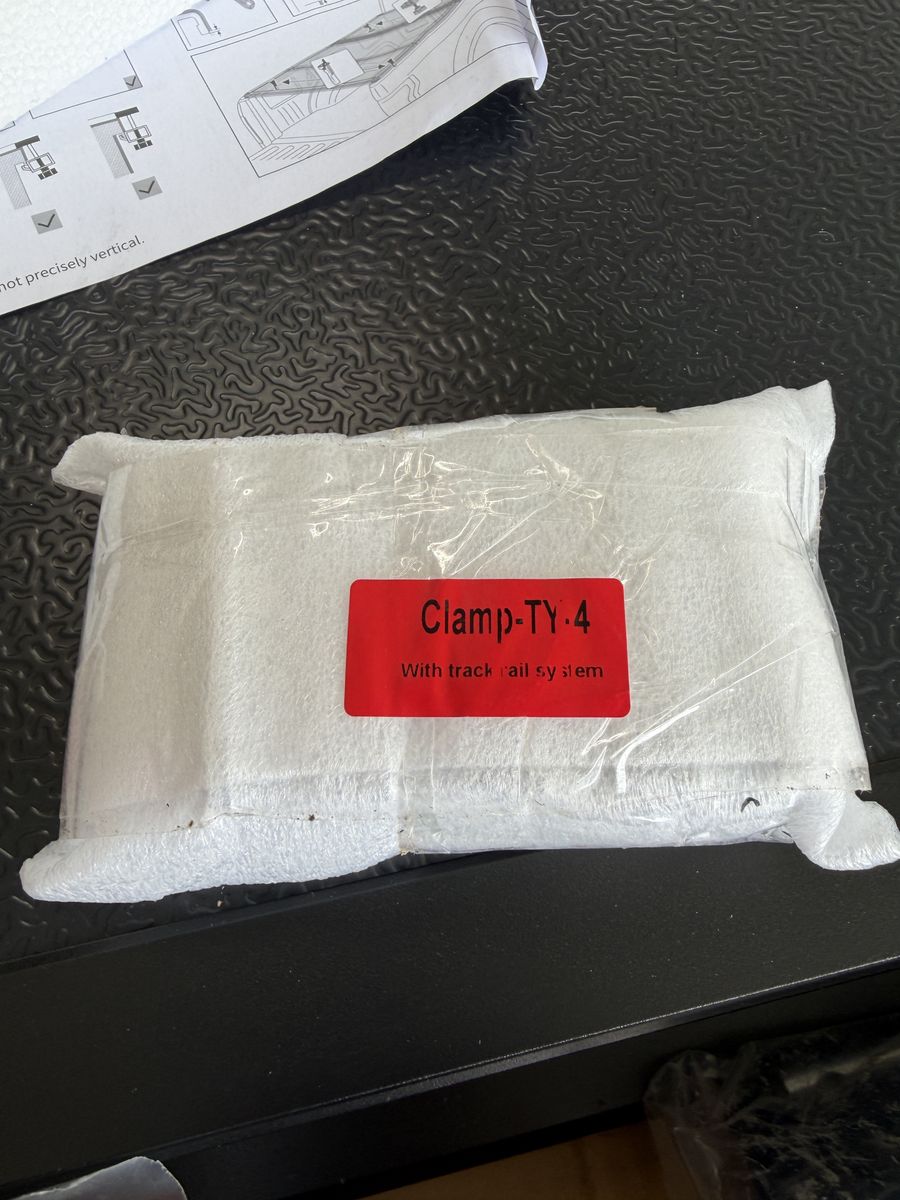 not precisely vertical.
Clamp-TY-4
With track rail system